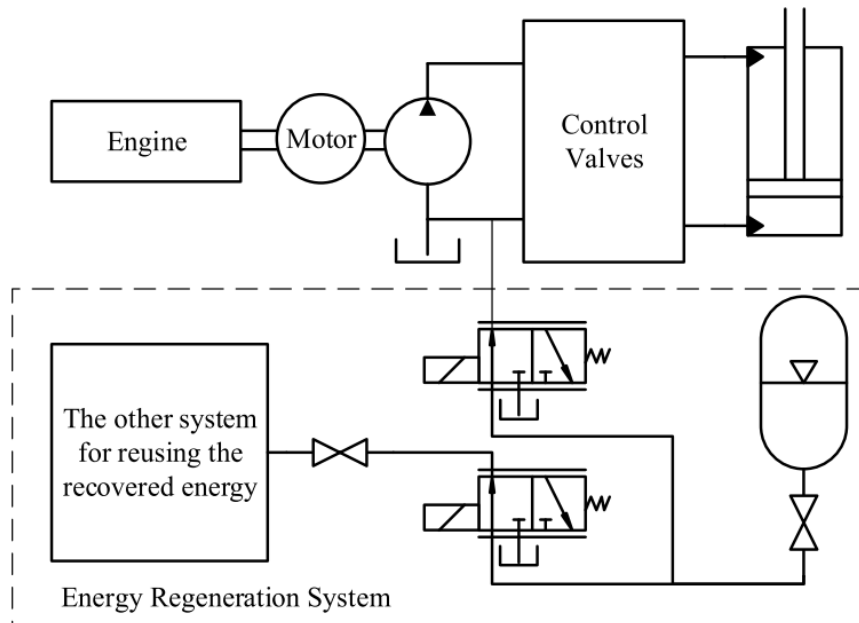 Engine
Motor
Control
Valves
The other system
for reusing the
recovered energy
Energy Regeneration System